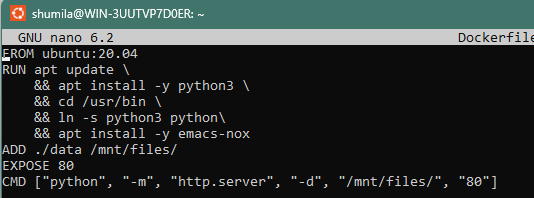 shumila@WIN-3UUTVP7D0ER: ~
GNU nano 6.2 Dockerfile
FROM ubuntu:20.04
RUN apt update \
    && apt install -y python3 \
    && cd /usr/bin \
    && ln -s python3 python\
    && apt install -y emacs-nox
ADD ./data /mnt/files/
EXPOSE 80
CMD ["python", "-m", "http.server", "-d", "/mnt/files/", "80"]